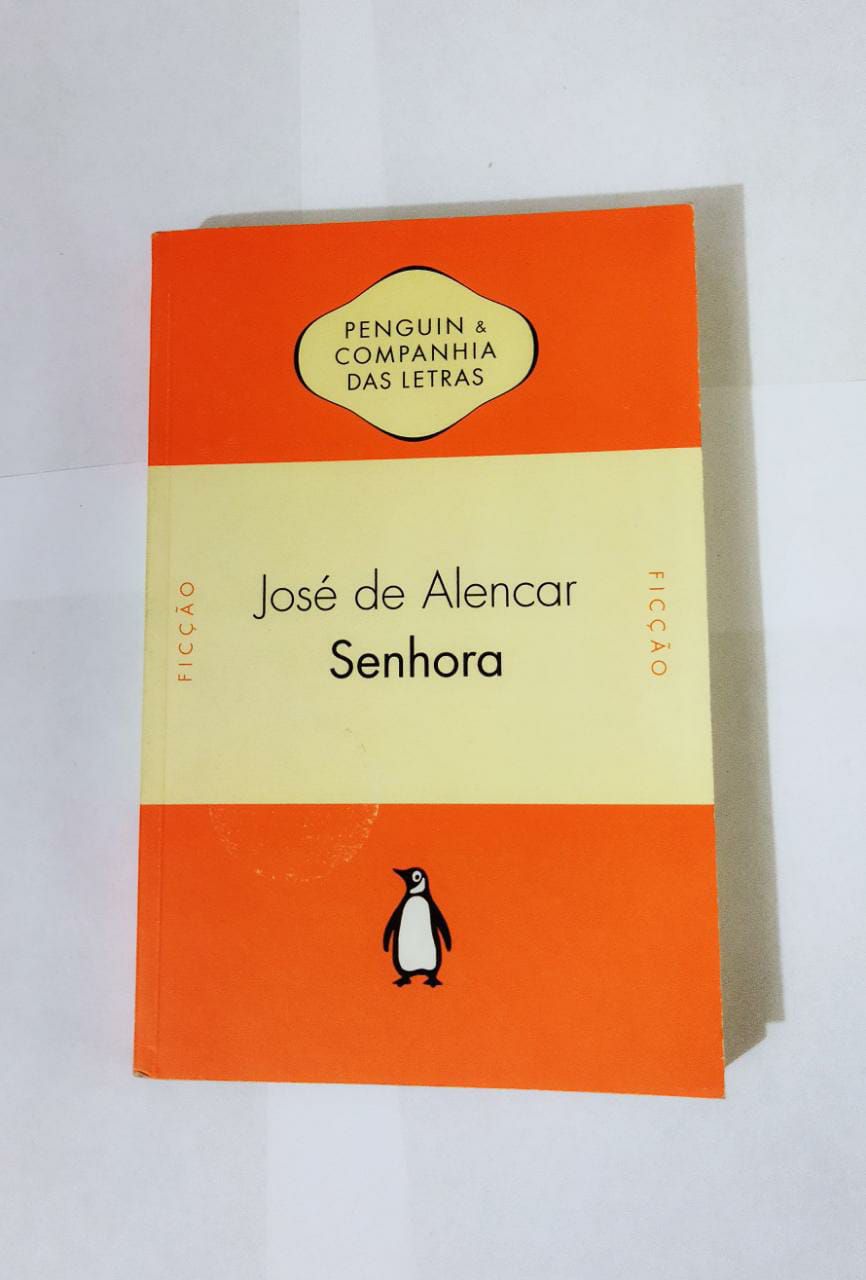 PENGUIN &
COMPANHIA
DAS LETRAS
José de Alencar
Senhora
FICÇÃO
FICÇÃO